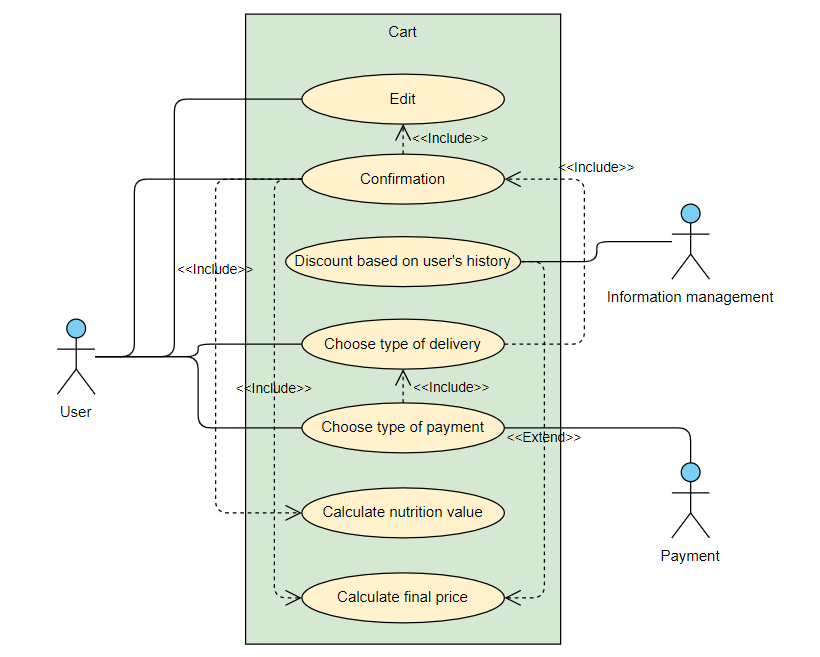 Cart
Edit
<<Include>>
Confirmation
<<Include>>
Discount based on user's history
<<Include>>
Information management
Choose type of delivery
<<Include>>
<<Include>>
User
Choose type of payment
<<Extend>>
Calculate nutrition value
Payment
Calculate final price